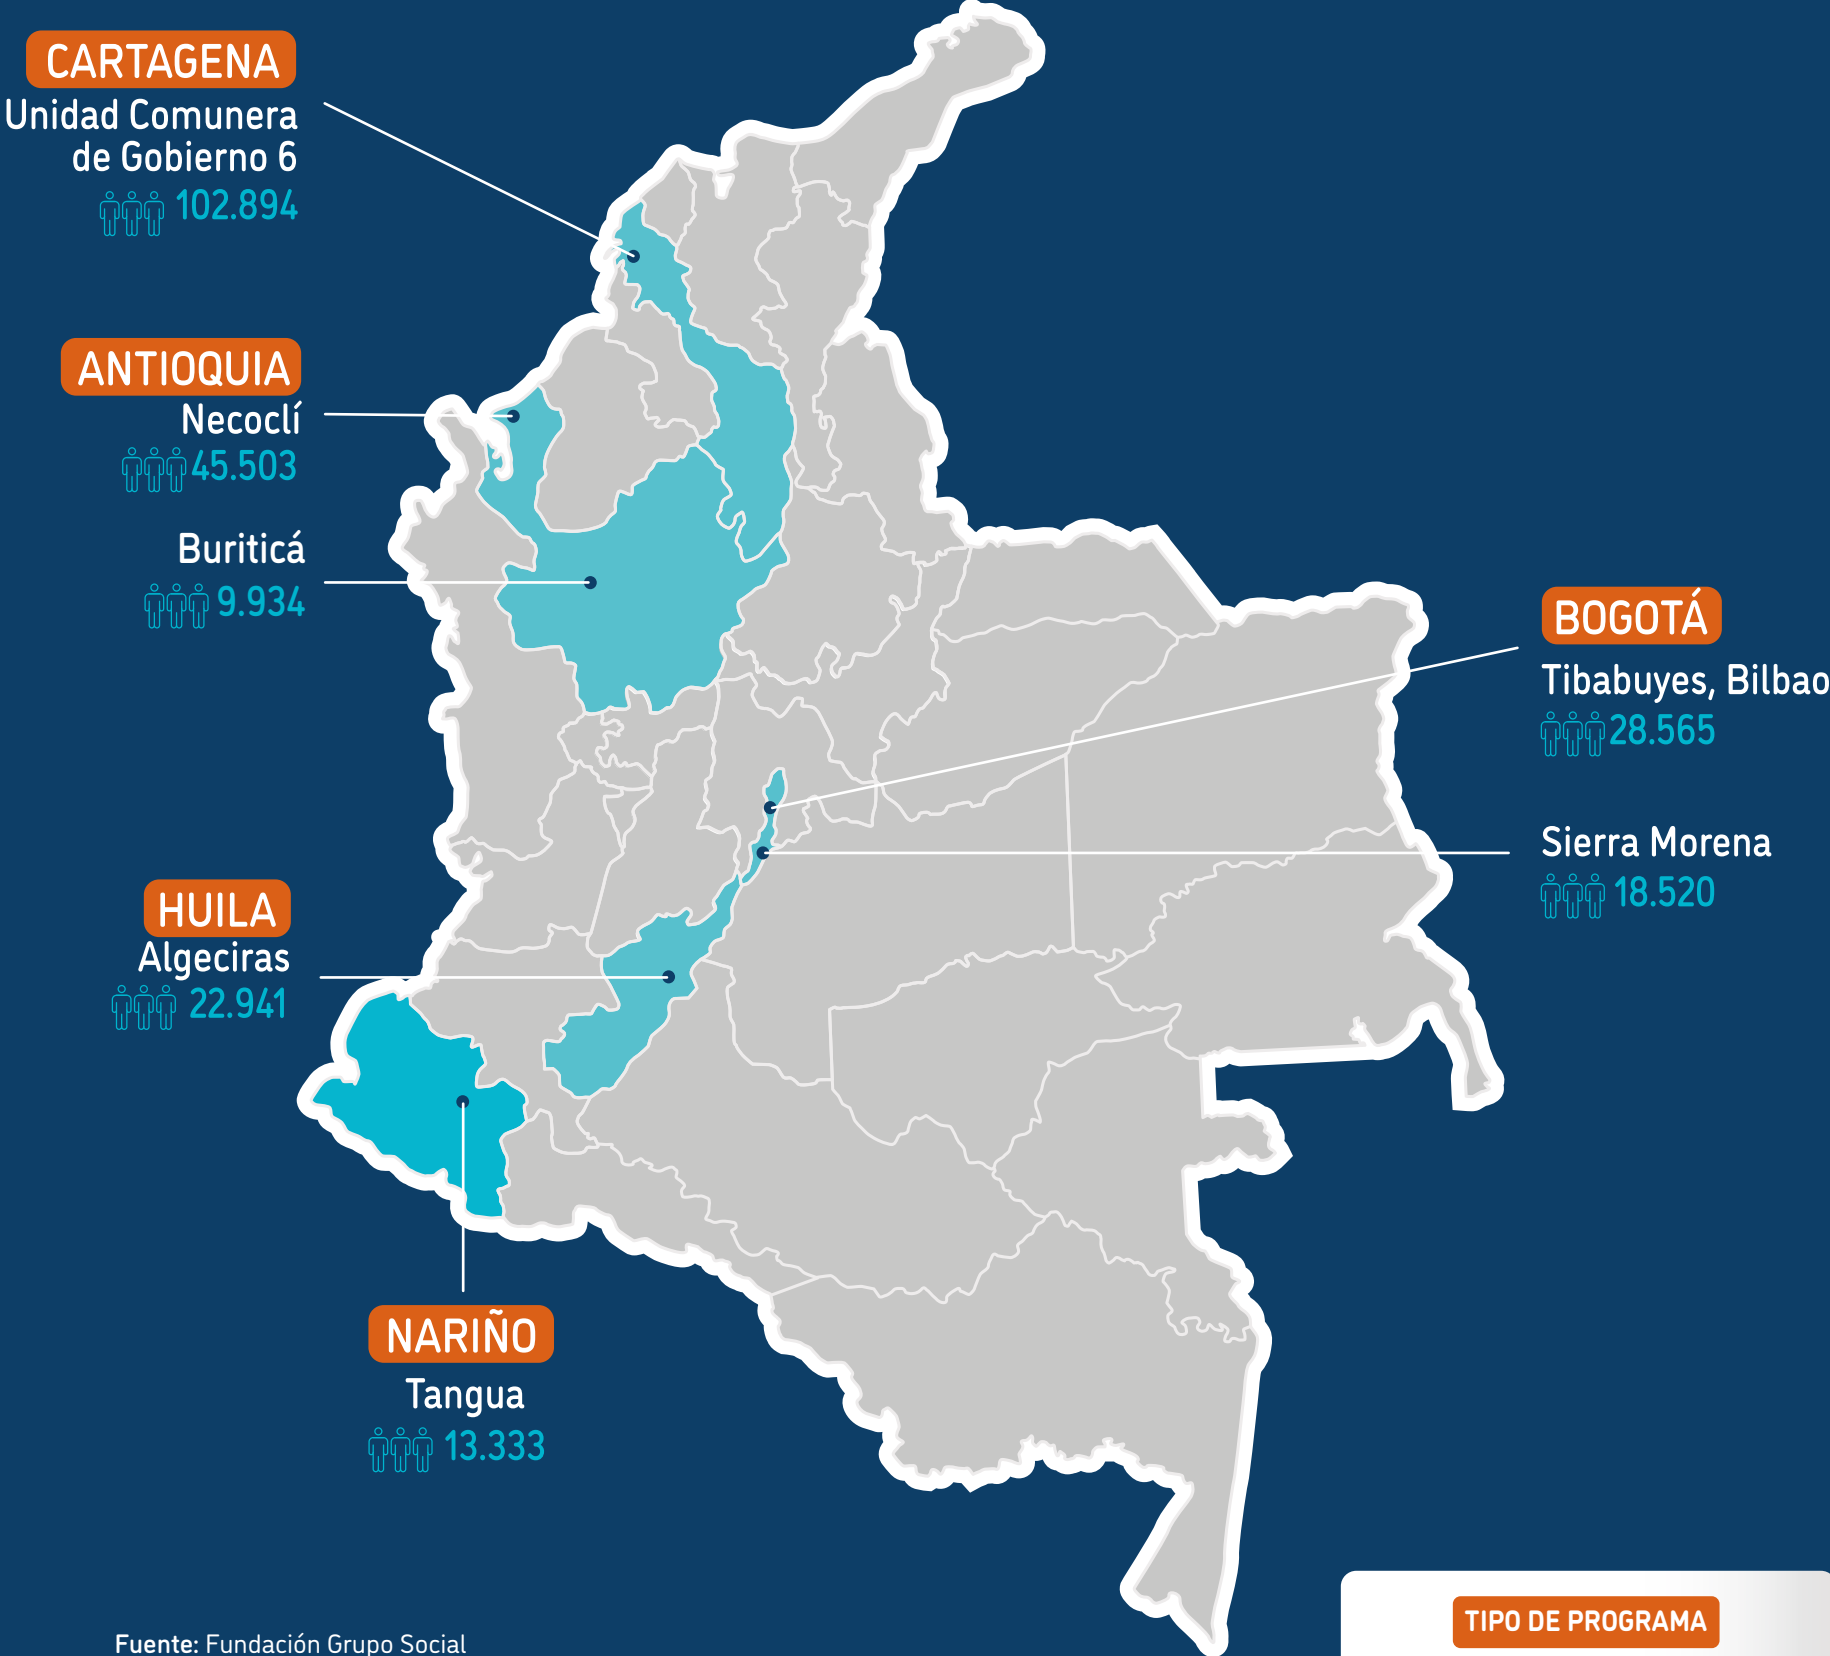 CARTAGENA
Unidad Comunera
de Gobierno 6
102.894
ANTIOQUIA
Necoclí
45.503
Buriticá
9.934
BOGOTÁ
Tibabuyes, Bilbao
28.565
Sierra Morena
18.520
HUILA
Algeciras
22.941
NARIÑO
Tangua
13.333
TIPO DE PROGRAMA
Fuente: Fundación Grupo Social